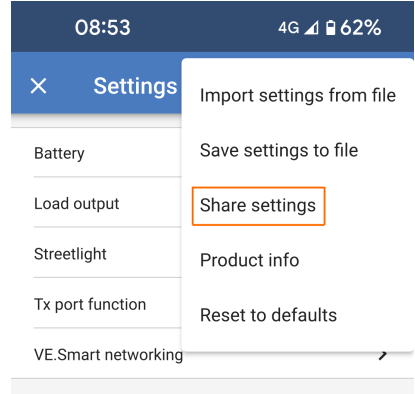 08:53 4G 62%
Settings
Import settings from file
Save settings to file
Share settings
Product info
Reset to defaults
Battery
Load output
Streetlight
Tx port function
VE.Smart networking